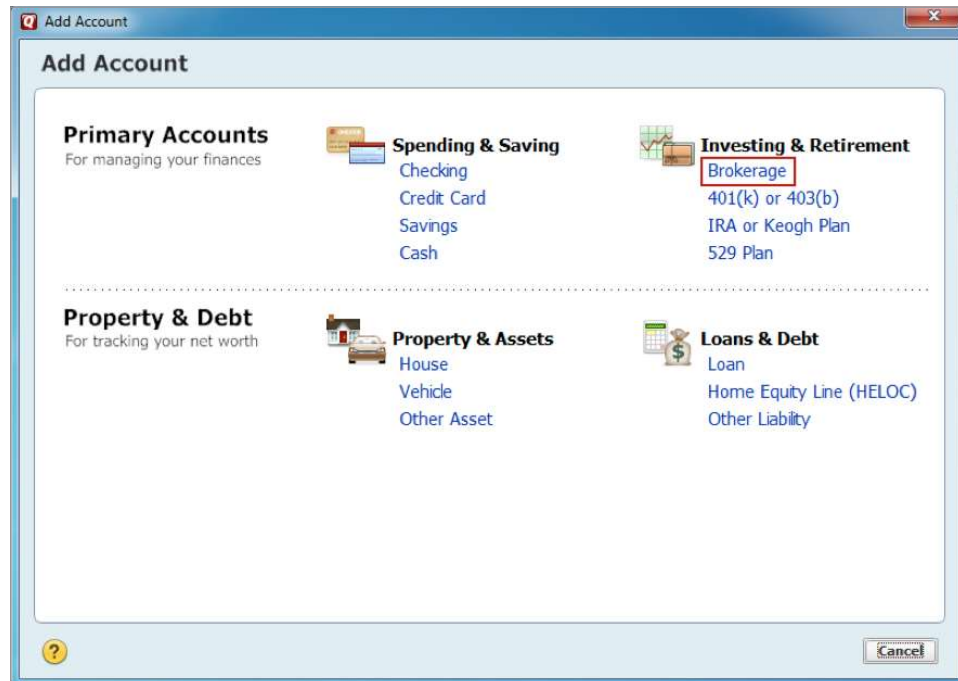 Add Account
Add Account
Primary Accounts
For managing your finances
Spending & Saving
Checking
Credit Card
Savings
Cash
Investing & Retirement
Brokerage
401(k) or 403(b)
IRA or Keogh Plan
529 Plan
Property & Debt
For tracking your net worth
Property & Assets
House
Vehicle
Other Asset
Loans & Debt
Loan
Home Equity Line (HELOC)
Other Liability
?
Cancel